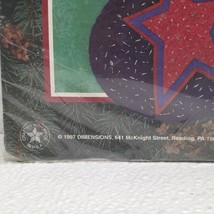 © 1997 DIMENSIONS, 641 McKnight Street, Reading, PA